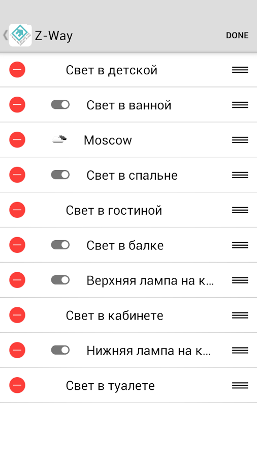 Z-Way
DONE
Свет в детской
Свет в ванной
Moscow
Свет в спальне
Свет в гостиной
Свет в балке
Верхняя лампа на к...
Свет в кабинете
Нижняя лампа на к...
Свет в туалете